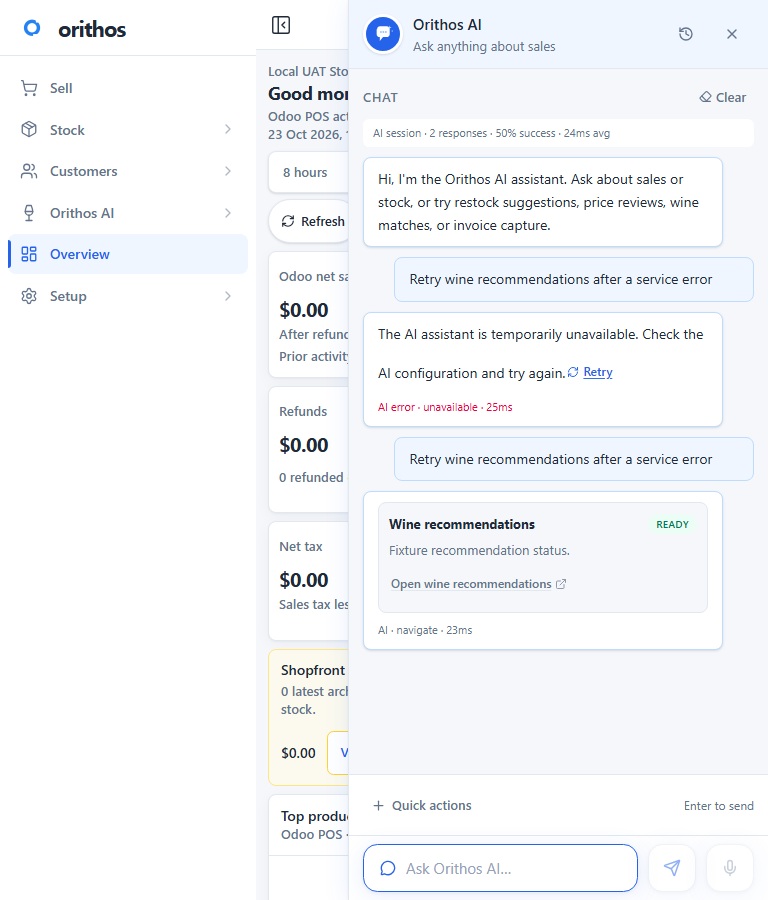 orithos
Sell
Stock
Customers
Orithos AI
Overview
Setup
Local UAT Sto
Good mor
Odoo POS act
23 Oct 2026,
8 hours
Refresh
Odoo net sa
$0.00
After refund
Prior activity
Refunds
$0.00
0 refunded
Net tax
$0.00
Sales tax les
Shopfront
0 latest arch
stock.
$0.00
V
Top produ
Odoo POS ·
Orithos AI
Ask anything about sales
CHAT
Clear
AI session · 2 responses · 50% success · 24ms avg
Hi, I'm the Orithos AI assistant. Ask about sales or
stock, or try restock suggestions, price reviews, wine
matches, or invoice capture.
Retry wine recommendations after a service error
The AI assistant is temporarily unavailable. Check the
AI configuration and try again. Retry
AI error · unavailable · 25ms
Retry wine recommendations after a service error
Wine recommendations READY
Fixture recommendation status.
Open wine recommendations
AI · navigate · 23ms
Quick actions
Enter to send
Ask Orithos AI...